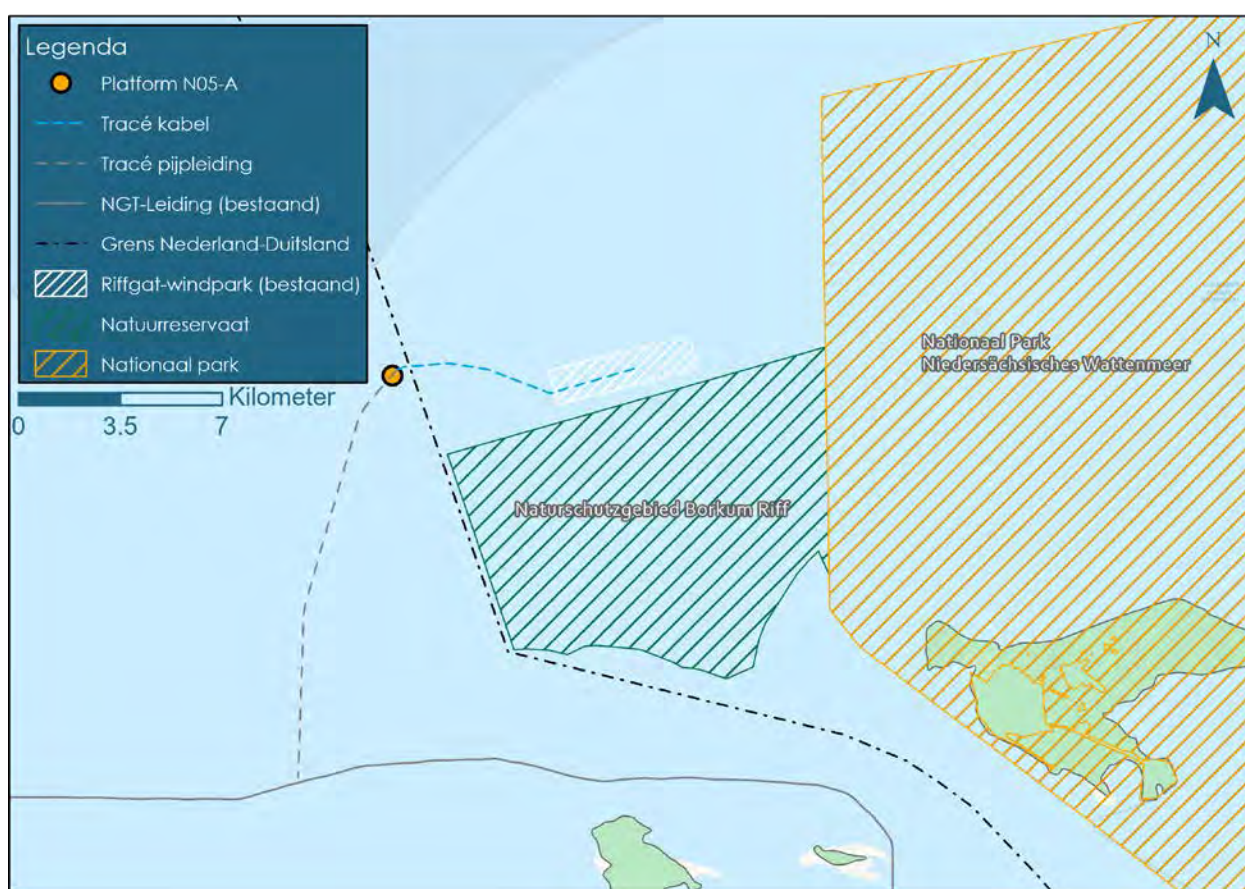 Legenda
Platform N05-A
Tracé kabel
Tracé pijpleiding
NGT-Leiding (bestaand)
Grens Nederland-Duitsland
Riffgat-windpark (bestaand)
Natuurreservaat
Nationaal park
Kilometer
0 3.5 7
N
Nationaal Park
Niedersächsisches Wattenmeer
Naturschutzgebied Borkum Riff